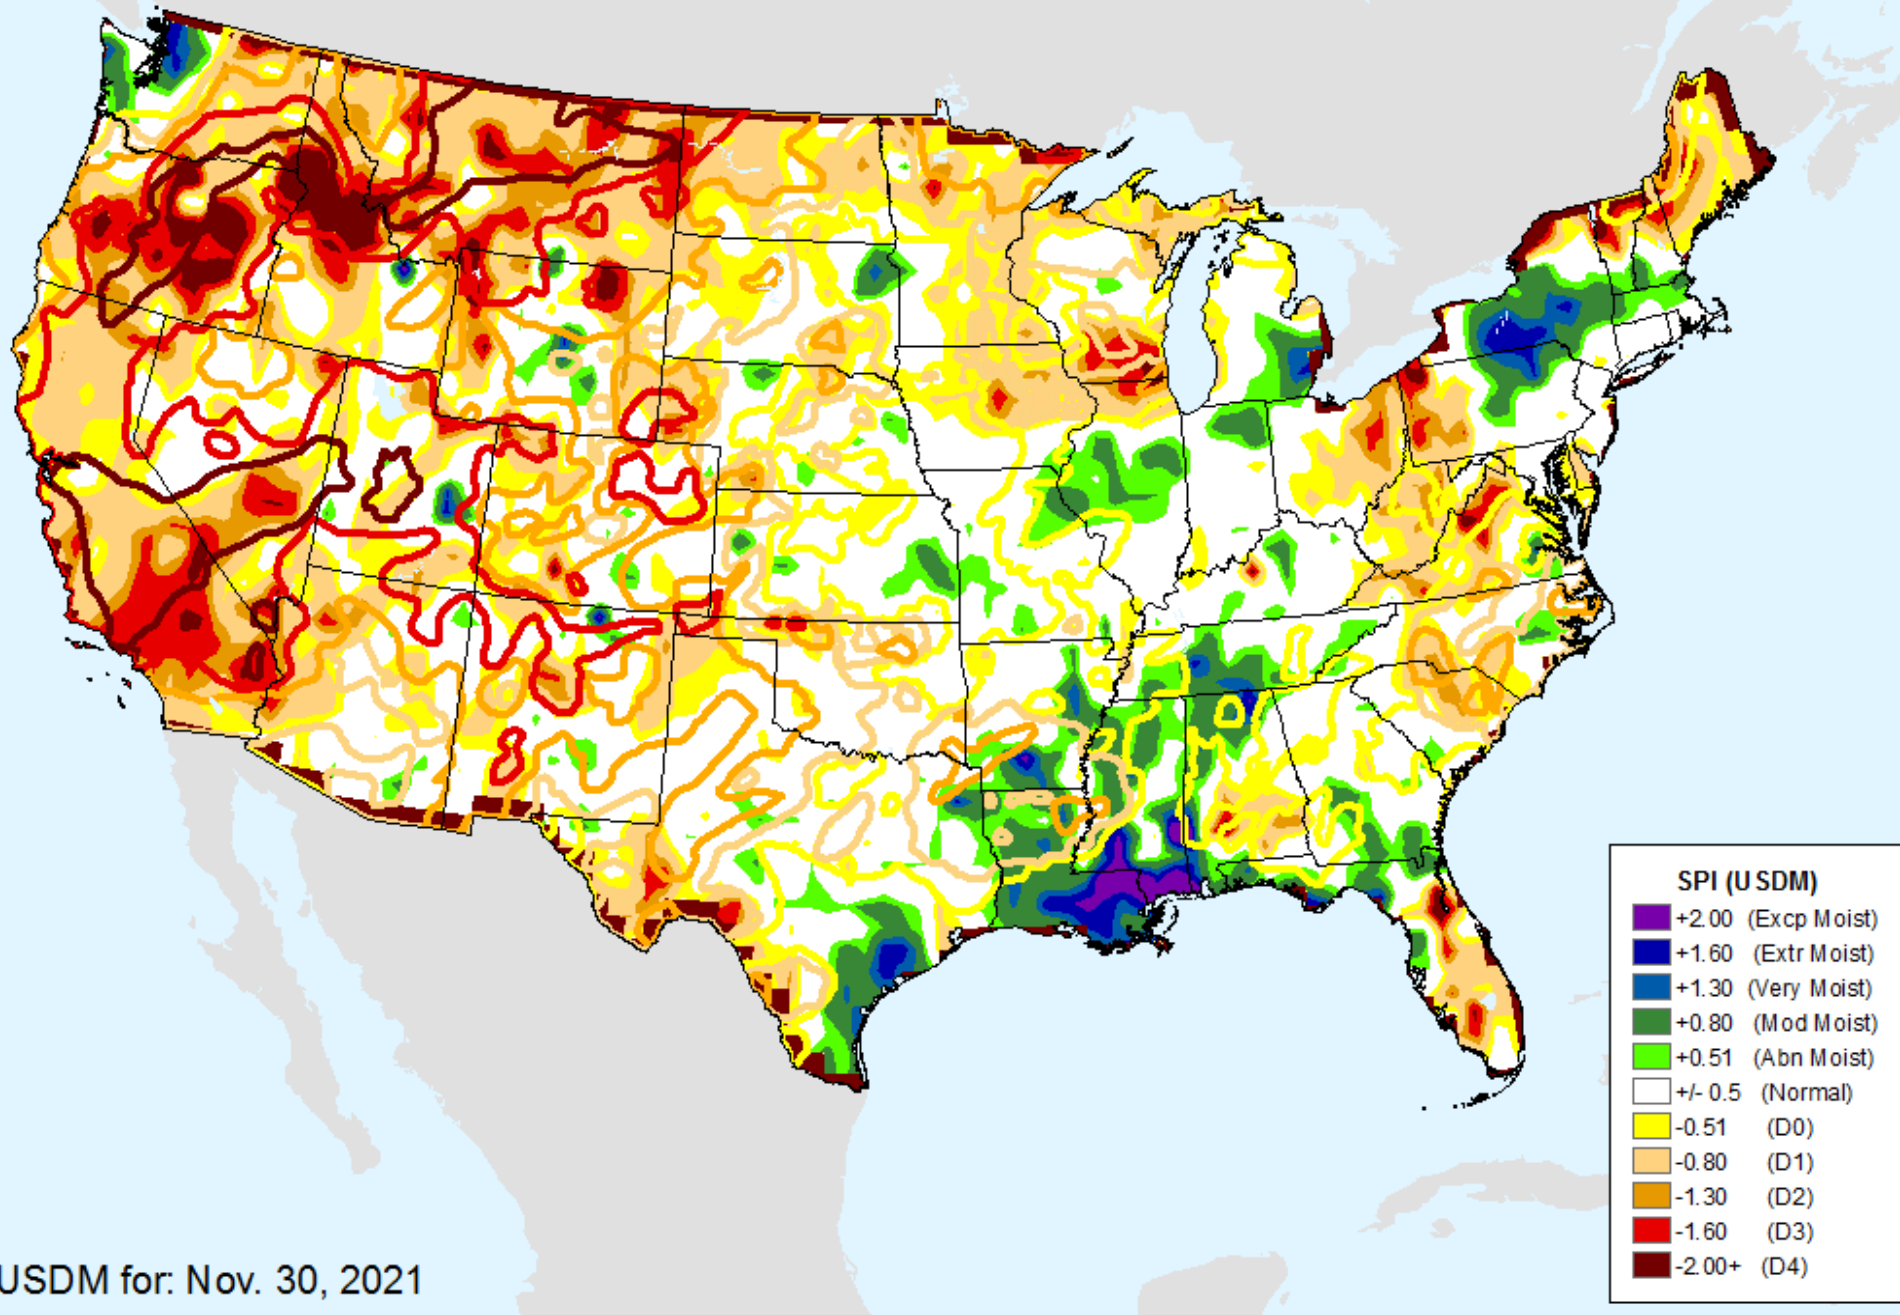 SPI (USDM)
+2.00 (Excp Moist)
+1.60 (Extr Moist)
+1.30 (Very Moist)
+0.80 (Mod Moist)
+0.51 (Abn Moist)
+/- 0.5 (Normal)
-0.51 (D0)
-0.80 (D1)
-1.30 (D2)
-1.60 (D3)
-2.00+ (D4)
USDM for: Nov. 30, 2021